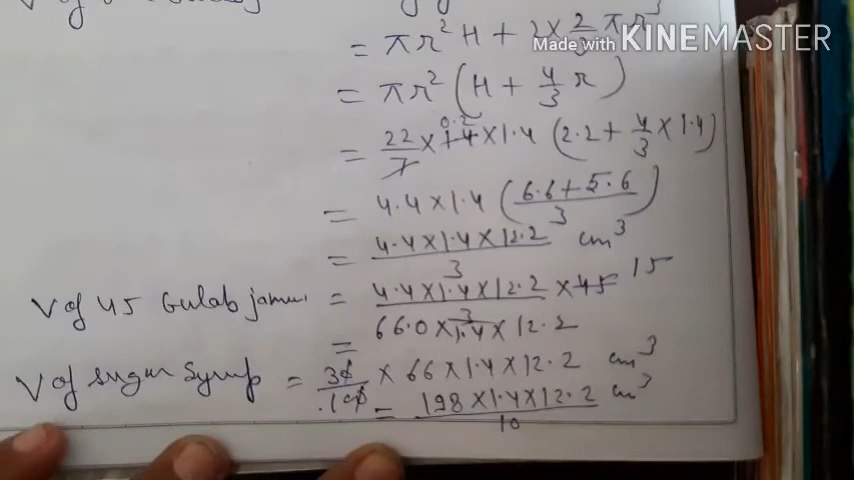 V of
= πr²H + 2×2/3 πr³
Made with KINEMASTER
= πr² (H + 4/3 r)
= 22/7 × 1.4 0.2 × 1.4 (2.2 + 4/3 × 1.4)
= 4.4 × 1.4 ( (6.6 + 5.6)/3 )
= (4.4 × 1.4 × 12.2)/3 cm³
V of 45 Gulab jamun = (4.4 × 1.4 × 12.2)/3 × 45 15
= 66.0 × 1.4 × 12.2
V of sugar Syrup = 30/100 × 66 × 1.4 × 12.2 cm³
= (198 × 1.4 × 12.2)/10 cm³